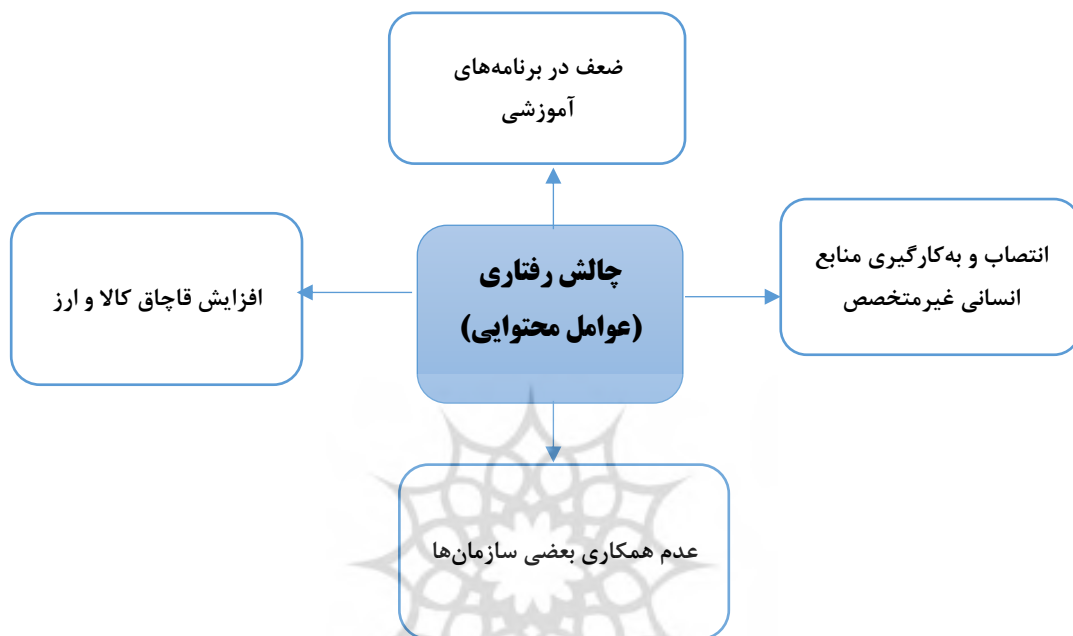 ضعف در برنامه‌های
آموزشی
انتصاب و به‌کارگیری منابع
انسانی غیرمتخصص
چالش رفتاری
(عوامل محتوایی)
افزایش قاچاق کالا و ارز
عدم همکاری بعضی سازمان‌ها